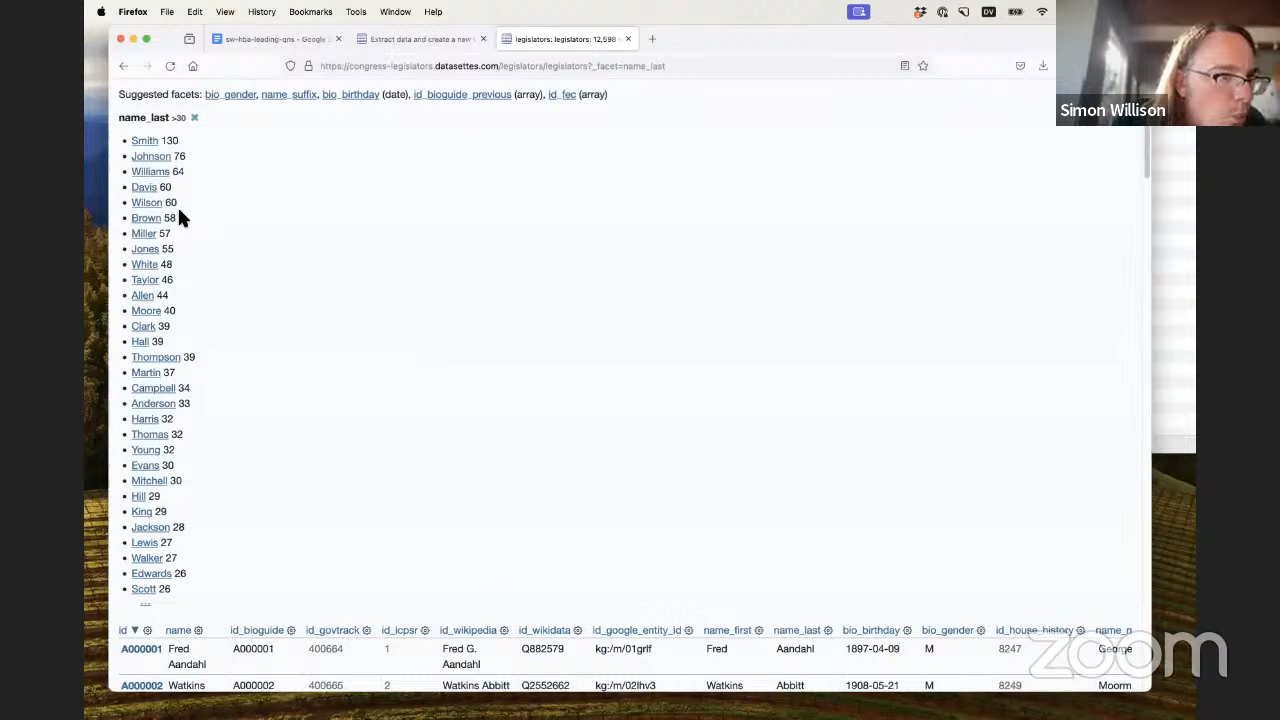 Firefox File Edit View History Bookmarks Tools Window Help DV
sw-hba-leading-qns - Google
Extract data and create a new
legislators: legislators: 12,598
https://congress-legislators.datasettes.com/legislators/legislators?_facet=name_last
Simon Willison
Suggested facets: bio_gender, name_suffix, bio_birthday (date), id_bioguide_previous (array), id_fec (array)
name_last >30
Smith 130
Johnson 76
Williams 64
Davis 60
Wilson 60
Brown 58
Miller 57
Jones 55
White 48
Taylor 46
Allen 44
Moore 40
Clark 39
Hall 39
Thompson 39
Martin 37
Campbell 34
Anderson 33
Harris 32
Thomas 32
Young 32
Evans 30
Mitchell 30
Hill 29
King 29
Jackson 28
Lewis 27
Walker 27
Edwards 26
Scott 26
...
id ▼ name id_bioguide id_govtrack id_icpsr id_wikipedia id_wikidata id_google_entity_id name_first name_last bio_birthday bio_gender id_house_history name_n
A000001 Fred Aandahl A000001 400664 1 Fred G. Aandahl Q882579 kg:/m/01grif Fred Aandahl 1897-04-09 M 8247 George
A000002 Watkins A000002 400665 2 Watkins Abbitt Q2552662 kg:/m/02lhv3 Watkins Abbitt 1908-05-21 M 8249 Moorm
zoom